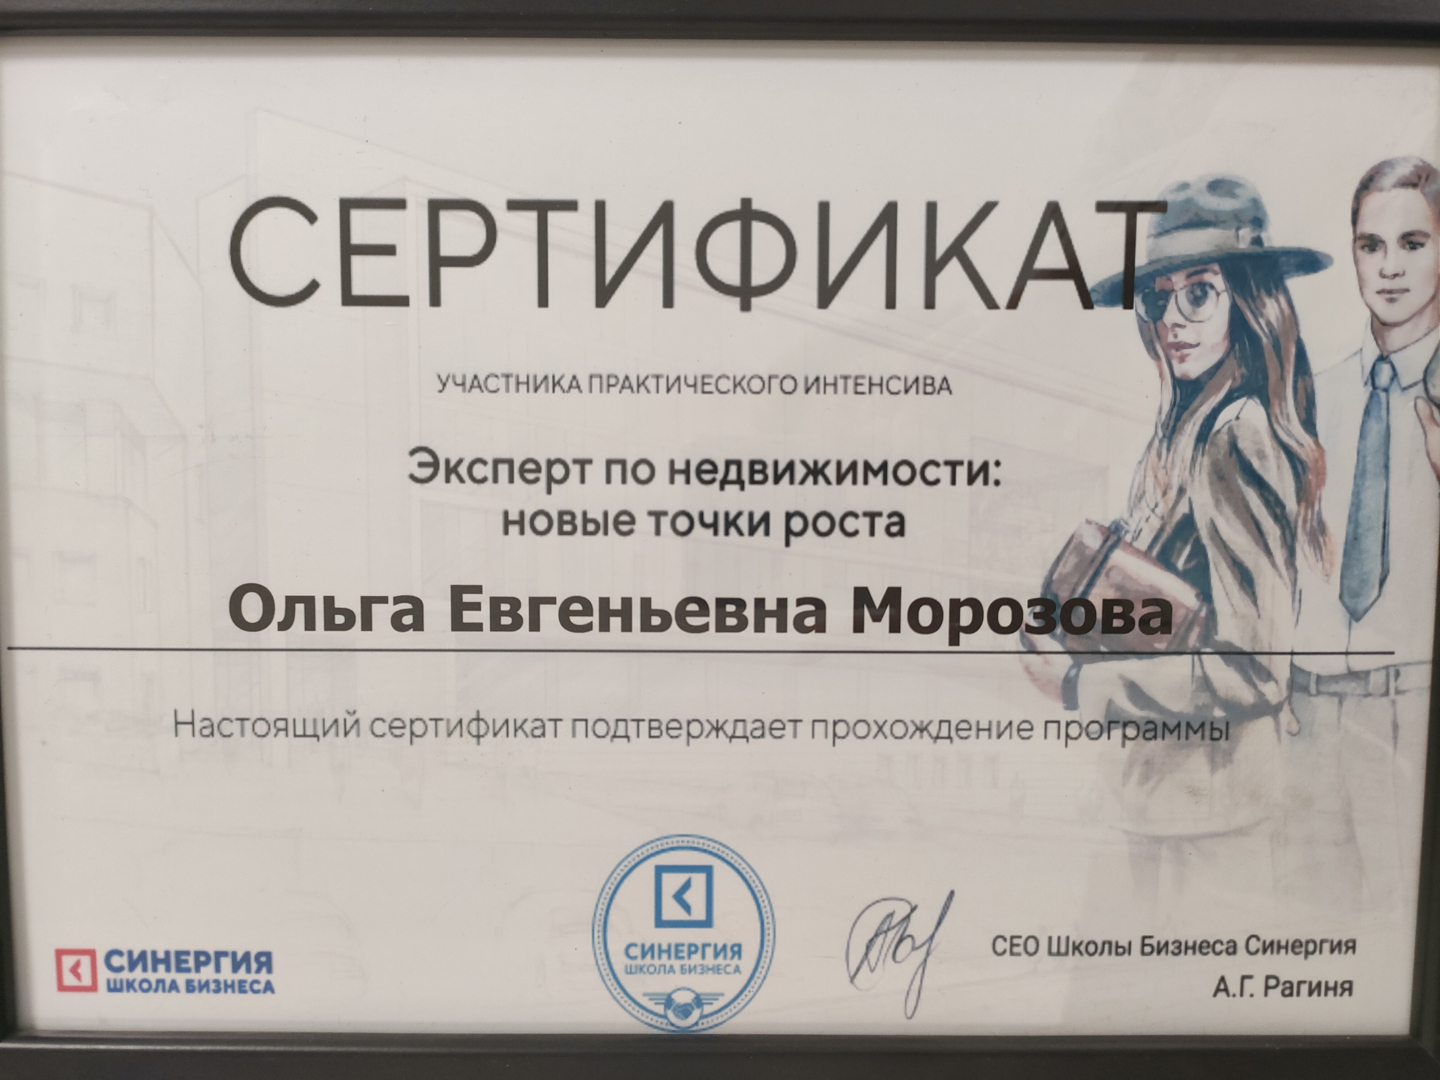 СЕРТИФИКАТ
УЧАСТНИКА ПРАКТИЧЕСКОГО ИНТЕНСИВА
Эксперт по недвижимости:
новые точки роста
Ольга Евгеньевна Морозова
Настоящий сертификат подтверждает прохождение программы
СИНЕРГИЯ
ШКОЛА БИЗНЕСА
СИНЕРГИЯ
ШКОЛА БИЗНЕСА
СЕО Школы Бизнеса Синергия
А.Г. Рагиня